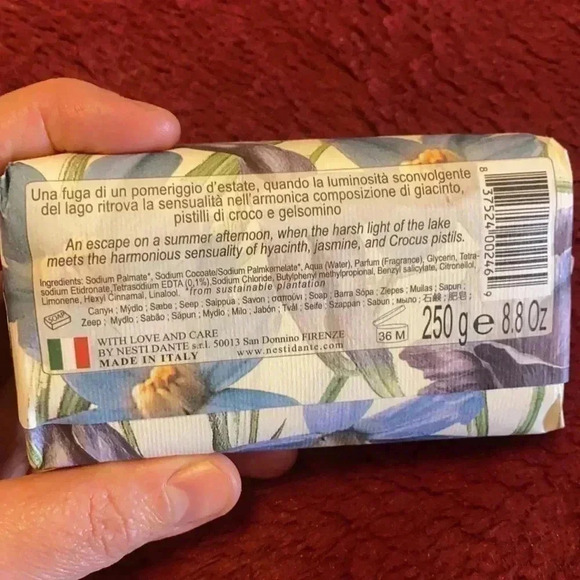 Una fuga di un pomeriggio d'estate, quando la luminosità sconvolgente
del lago ritrova la sensualità nell'armonica composizione di giacinto,
pistilli di croco e gelsomino
An escape on a summer afternoon, when the harsh light of the lake
meets the harmonious sensuality of hyacinth, jasmine, and Crocus pistils.
Ingredients: Sodium Palmate*, Sodium Cocoate/Sodium Palmkernelate*, Aqua (Water), Parfum (Fragrance), Glycerin, Tetra-
sodium Etidronate, Tetrasodium EDTA (0,1%), Sodium Chloride, Butylphenyl methylpropional, Benzyl salicylate, Citronellol,
Limonene, Hexyl Cinnamal, Linalool. *from sustainable plantation
SOAP
Сапун ; Mýdlo ; Sæbe ; Seep ; Saippua ; Savon ; σαπούνι ; Soap ; Barra Sópa ; Ziepes ; Muilas ; Sapun ;
Zeep ; Mydło ; Sabão ; Săpun ; Mydlo ; Milo ; Jabón ; Tvål ; Seife ; Szappan ; Sabun ; Мыло ; 石鹸 ; 肥皂 ;
WITH LOVE AND CARE
BY NESTI DANTE s.r.l. 50013 San Donnino FIRENZE
MADE IN ITALY www.nestidante.com
36 M
250 g e 8.8 Oz
8 37524 00246 9